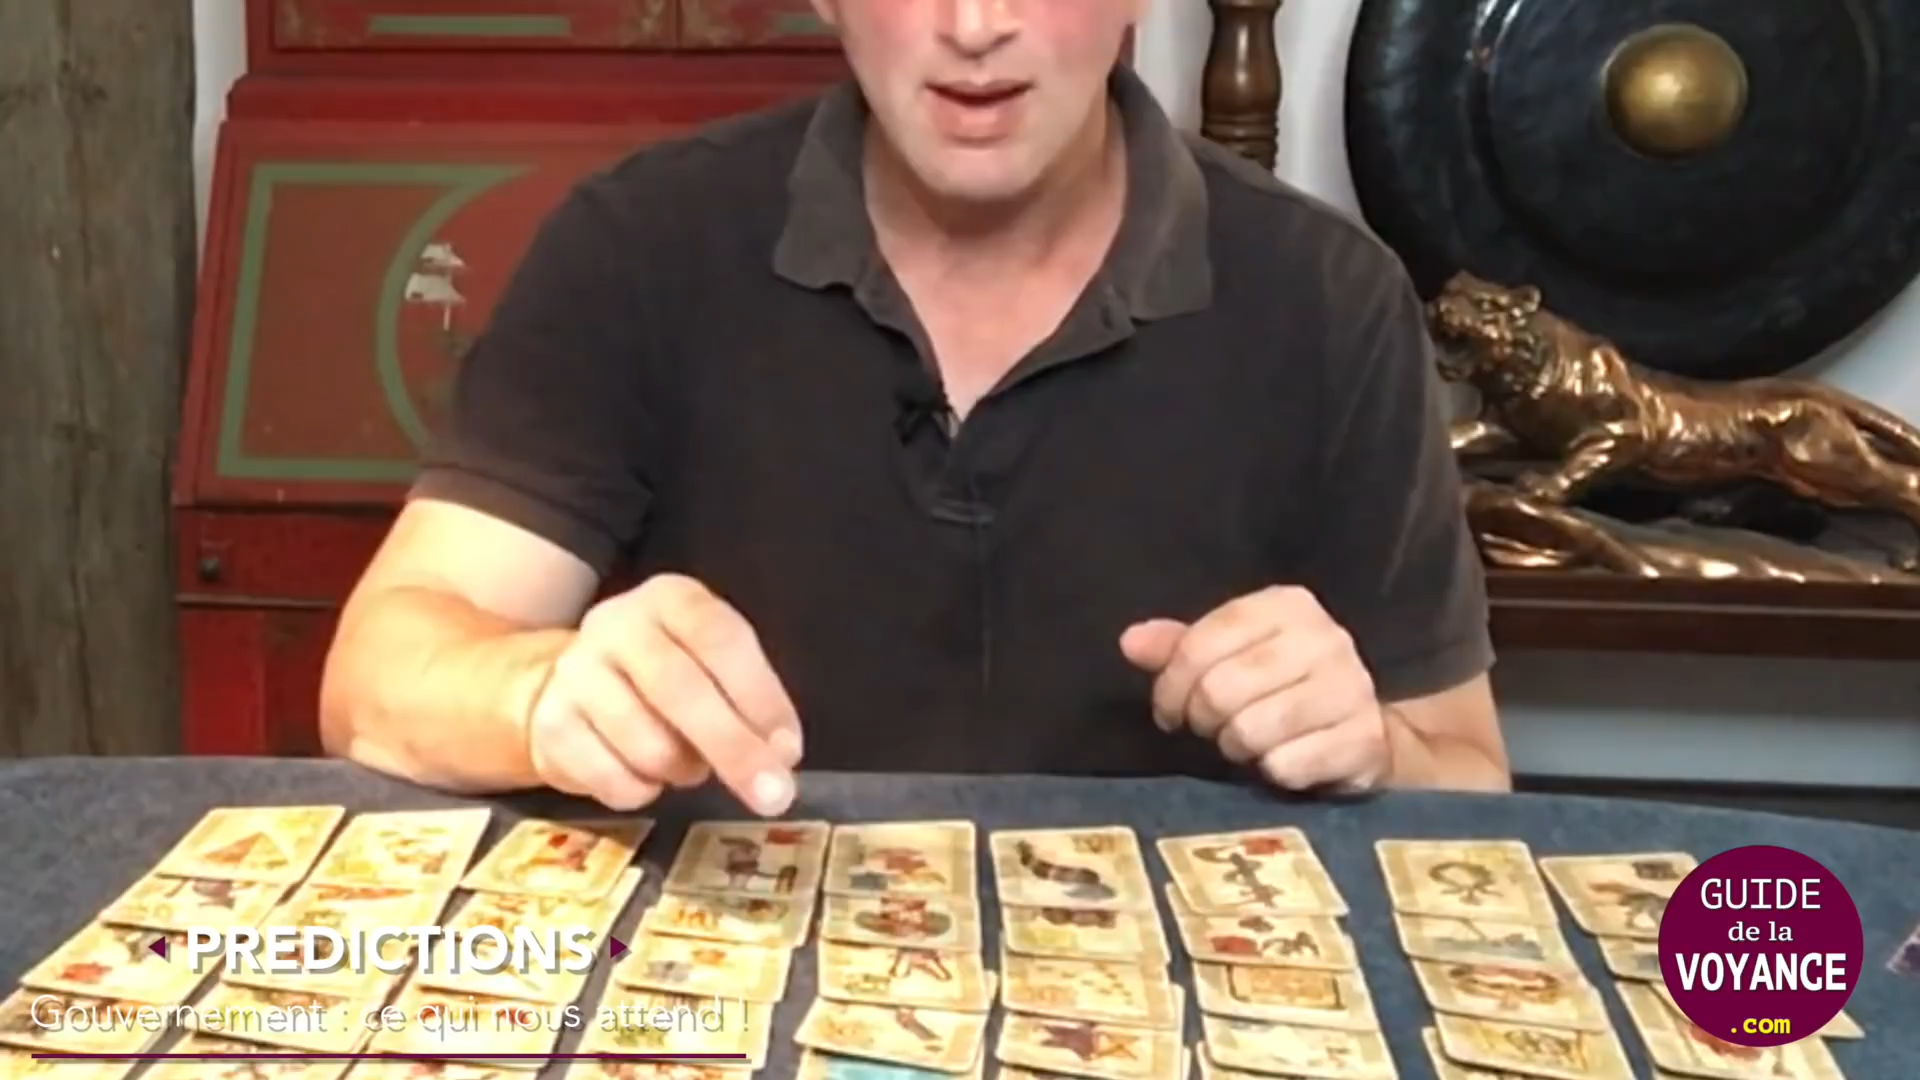 PREDICTIONS
Gouvernement : ce qui nous attend !
GUIDE
de la
VOYANCE
.com